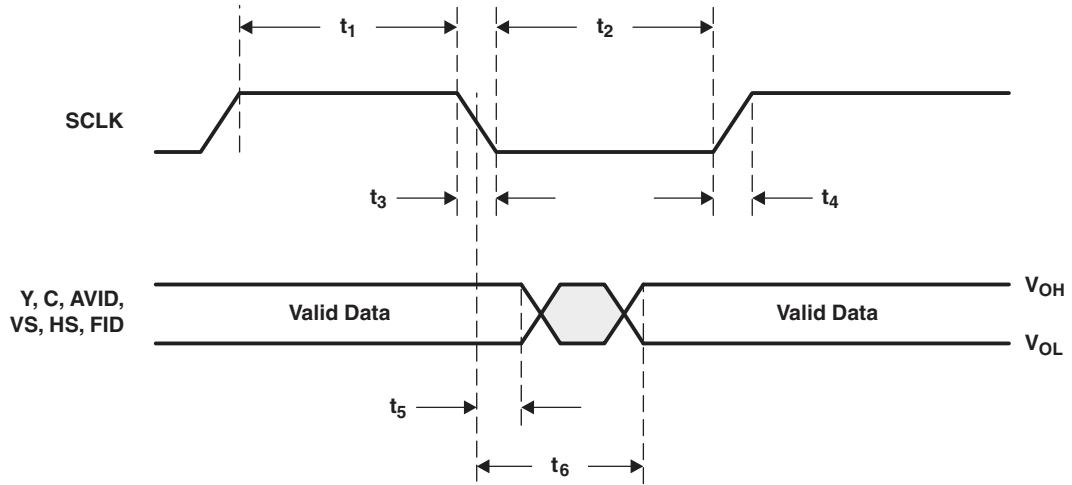 t1
t2
SCLK
t3
t4
Y, C, AVID,
VS, HS, FID
Valid Data
Valid Data
VOH
VOL
t5
t6